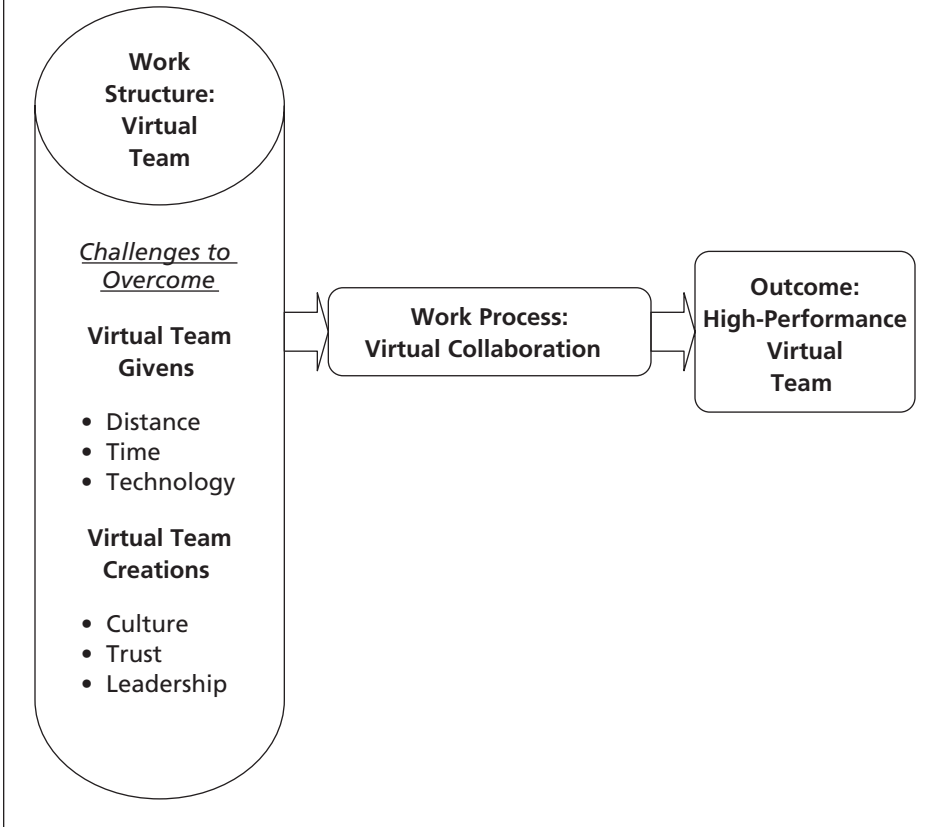 Work
Structure:
Virtual
Team
Challenges to
Overcome
Virtual Team
Givens
• Distance
• Time
• Technology
Virtual Team
Creations
• Culture
• Trust
• Leadership
Work Process:
Virtual Collaboration
Outcome:
High-Performance
Virtual
Team